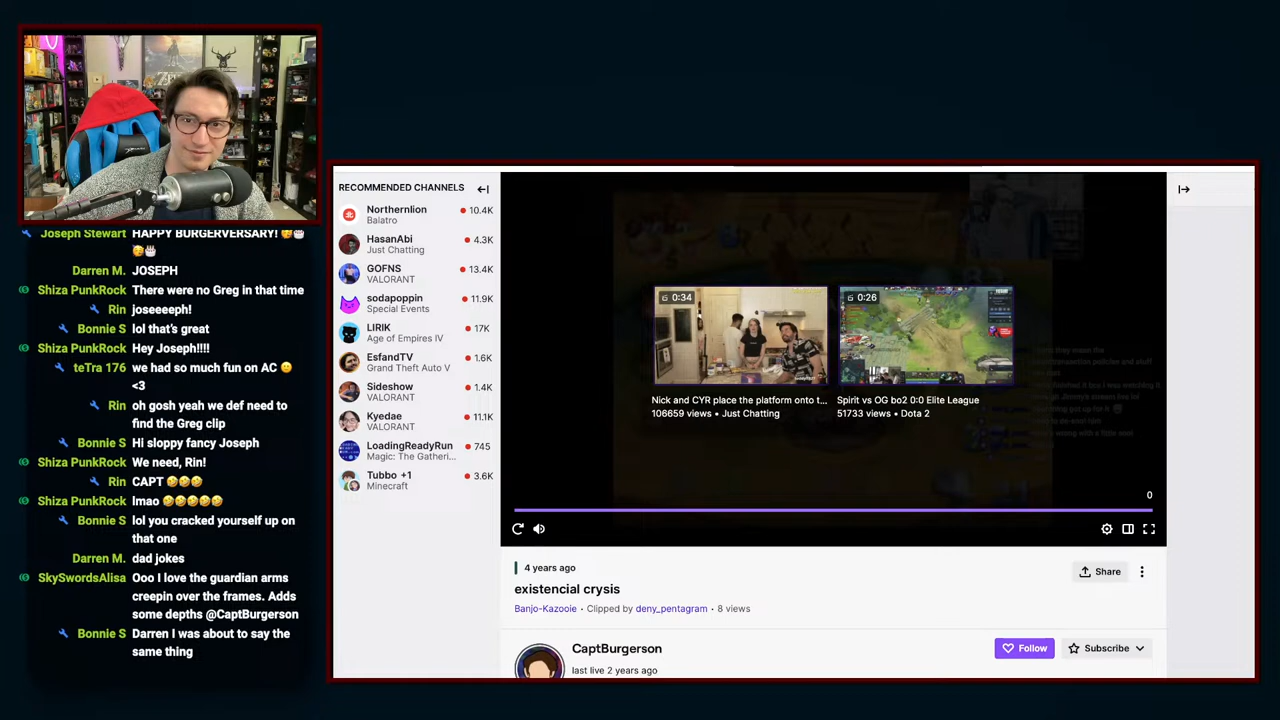 Joseph Stewart HAPPY BURGERVERSARY! 🥳🎂
🥳🎂
Darren M. JOSEPH
Shiza PunkRock There were no Greg in that time
Rin joseeeeph!
Bonnie S lol that's great
Shiza PunkRock Hey Joseph!!!!
teTra 176 we had so much fun on AC 🙂
<3
Rin oh gosh yeah we def need to
find the Greg clip
Bonnie S Hi sloppy fancy Joseph
Shiza PunkRock We need, Rin!
Rin CAPT 🤣🤣🤣
Shiza PunkRock lmao 🤣🤣🤣🤣🤣
Bonnie S lol you cracked yourself up on
that one
Darren M. dad jokes
SkySwordsAlisa Ooo I love the guardian arms
creepin over the frames. Adds
some depths @CaptBurgerson
Bonnie S Darren I was about to say the
same thing
RECOMMENDED CHANNELS
Northernlion 10.4K
Balatro
HasanAbi 4.3K
Just Chatting
GOFNS 13.4K
VALORANT
sodapoppin 11.9K
Special Events
LIRIK 17K
Age of Empires IV
EsfandTV 1.6K
Grand Theft Auto V
Sideshow 1.4K
VALORANT
Kyedae 11.1K
VALORANT
LoadingReadyRun 745
Magic: The Gatheri...
Tubbo +1 3.6K
Minecraft
0:34
Nick and CYR place the platform onto t...
106659 views • Just Chatting
0:26
Spirit vs OG bo2 0:0 Elite League
51733 views • Dota 2
0
4 years ago
existencial crysis
Banjo-Kazooie • Clipped by deny_pentagram • 8 views
Share
CaptBurgerson
last live 2 years ago
Follow
Subscribe